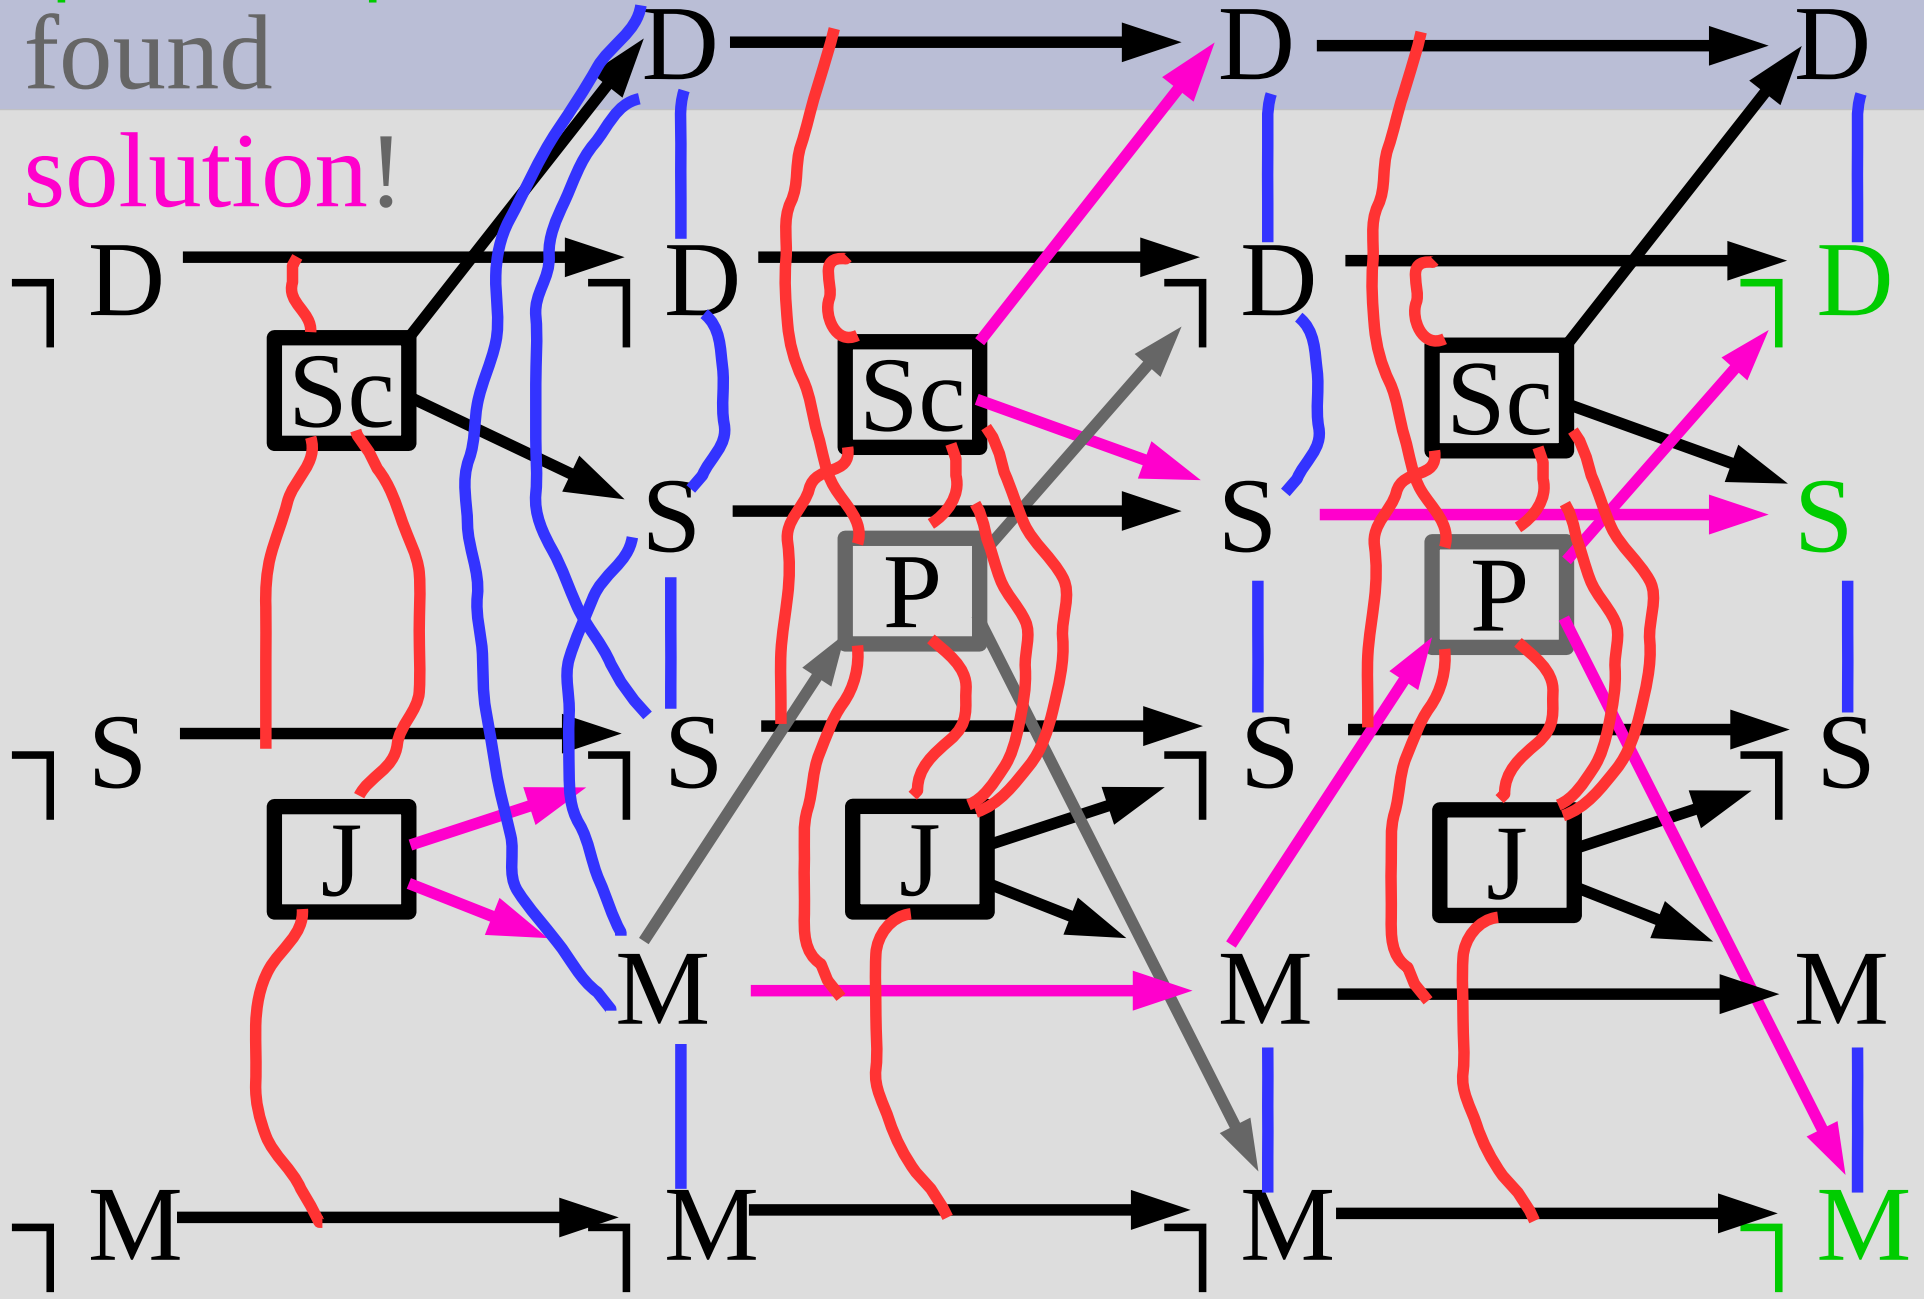 found D D D
solution!
¬D ¬D ¬D ¬D
Sc Sc Sc
S S S
P P
¬S ¬S ¬S ¬S
J J J
M M M
¬M ¬M ¬M ¬M